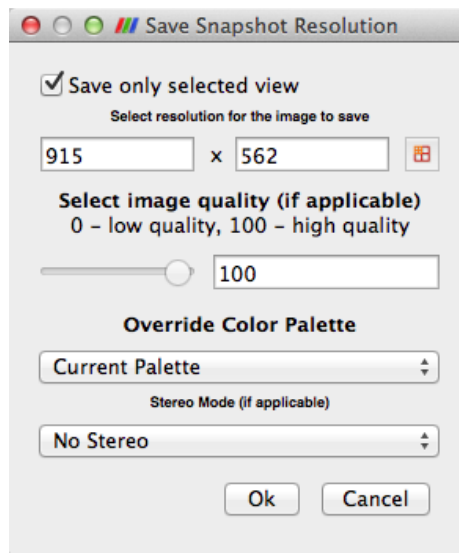 Save Snapshot Resolution
Save only selected view
Select resolution for the image to save
915 x 562
Select image quality (if applicable)
0 – low quality, 100 – high quality
100
Override Color Palette
Current Palette
Stereo Mode (if applicable)
No Stereo
Ok Cancel